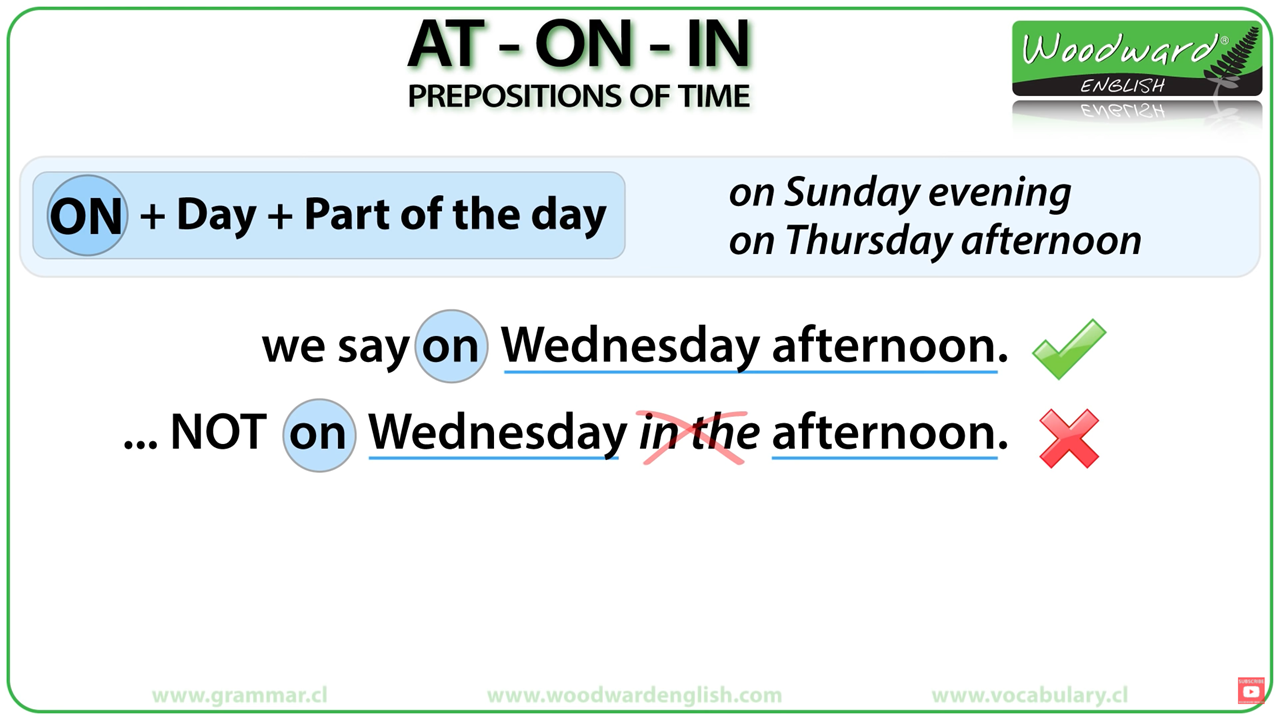 AT - ON - IN
PREPOSITIONS OF TIME
Woodward®
ENGLISH
ON + Day + Part of the day
on Sunday evening
on Thursday afternoon
we say on Wednesday afternoon.
... NOT on Wednesday in the afternoon.
www.grammar.cl
www.woodwardenglish.com
www.vocabulary.cl
SUBSCRIBE